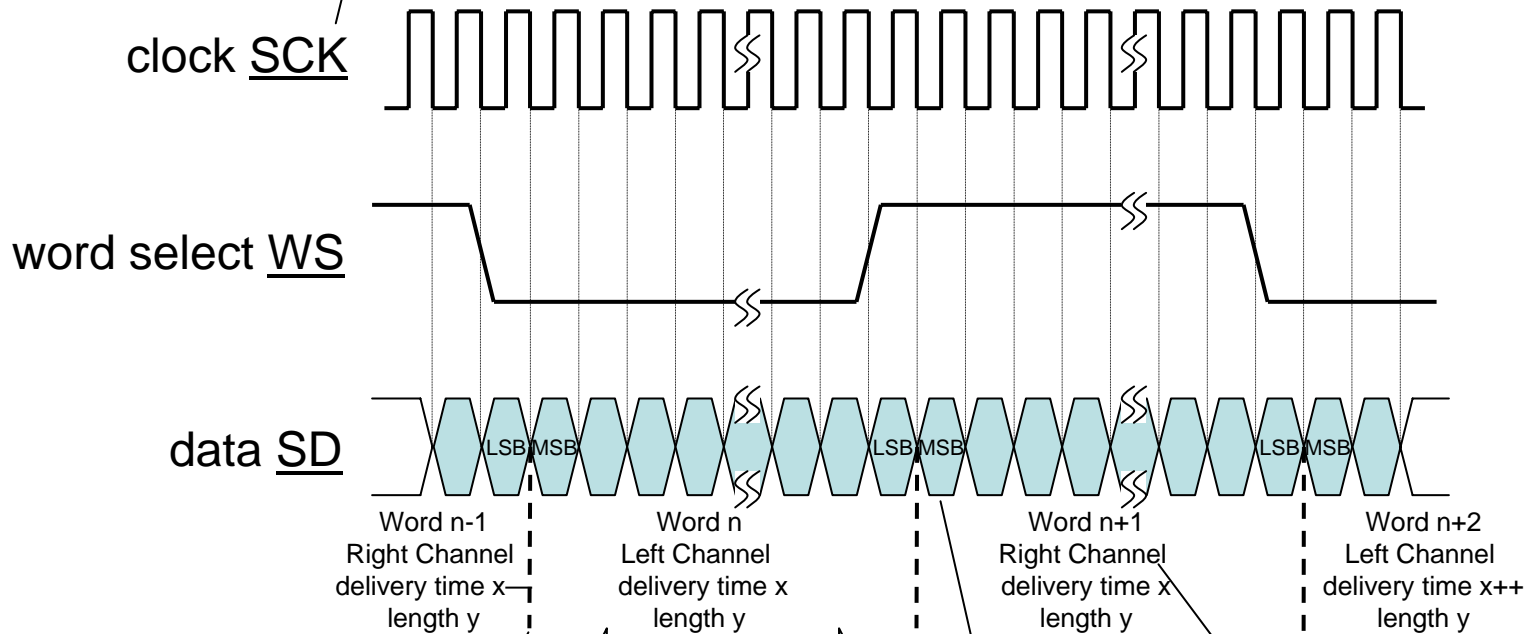 clock SCK
word select WS
data SD
LSB MSB
LSB MSB
LSB MSB
Word n-1
Right Channel
delivery time x--
length y
Word n
Left Channel
delivery time x
length y
Word n+1
Right Channel
delivery time x
length y
Word n+2
Left Channel
delivery time x++
length y